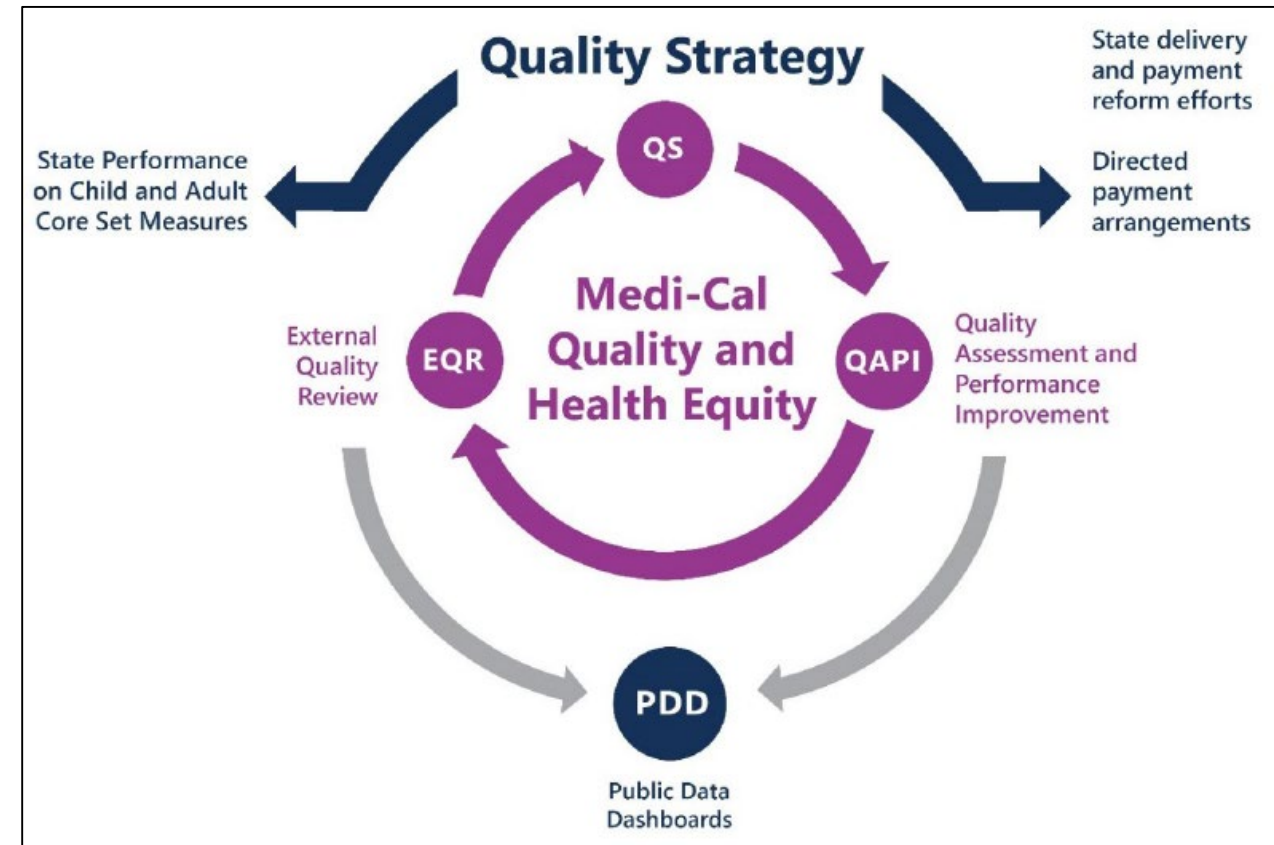 Quality Strategy
State delivery
and payment
reform efforts
QS
State Performance
on Child and Adult
Core Set Measures
Directed
payment
arrangements
Medi-Cal
Quality and
Health Equity
External
Quality
Review
EQR
QAPI
Quality
Assessment and
Performance
Improvement
PDD
Public Data
Dashboards